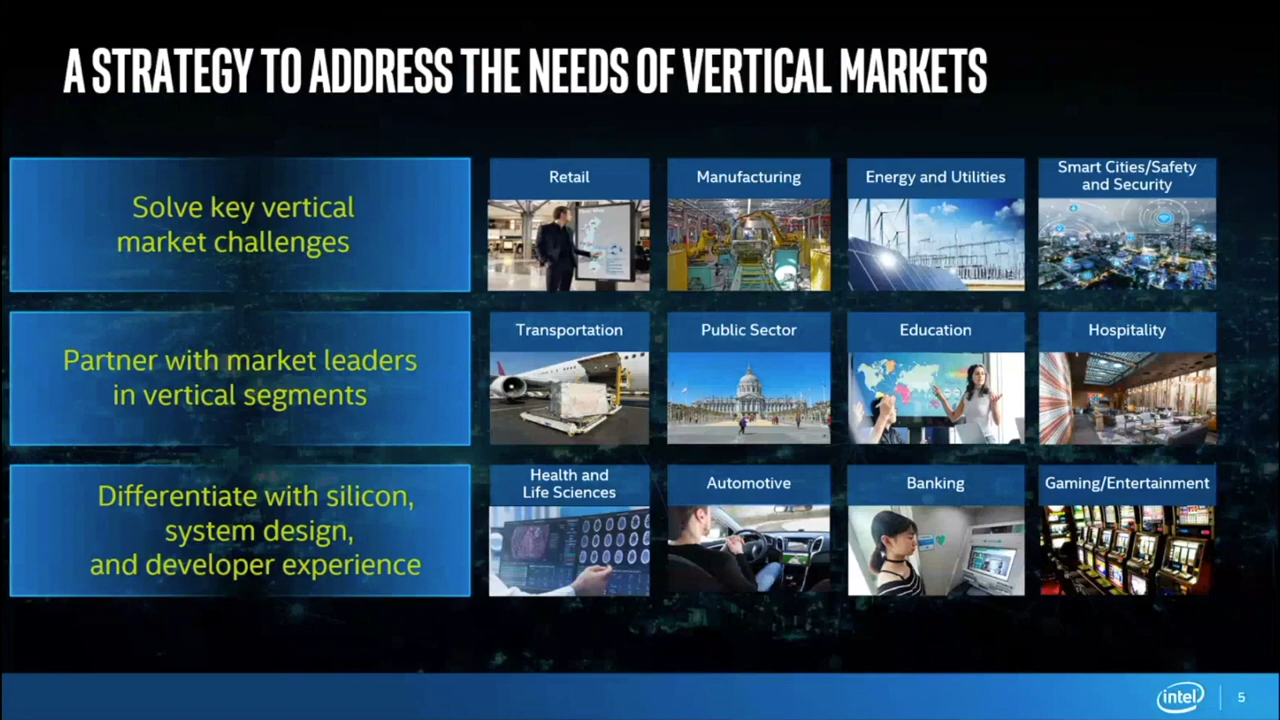 A STRATEGY TO ADDRESS THE NEEDS OF VERTICAL MARKETS
Solve key vertical
market challenges
Retail
Manufacturing
Energy and Utilities
Smart Cities/Safety
and Security
Partner with market leaders
in vertical segments
Transportation
Public Sector
Education
Hospitality
Differentiate with silicon,
system design,
and developer experience
Health and
Life Sciences
Automotive
Banking
Gaming/Entertainment
intel
5